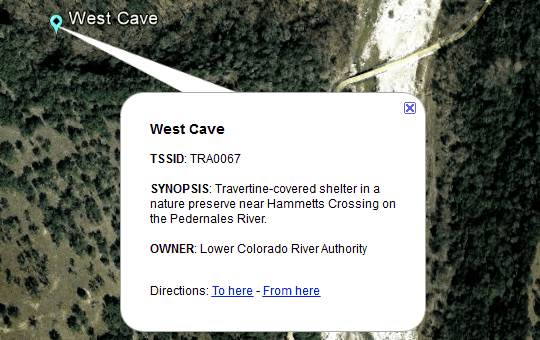 West Cave
West Cave
TSSID: TRA0067
SYNOPSIS: Travertine-covered shelter in a
nature preserve near Hammetts Crossing on
the Pedernales River.
OWNER: Lower Colorado River Authority
Directions: To here - From here